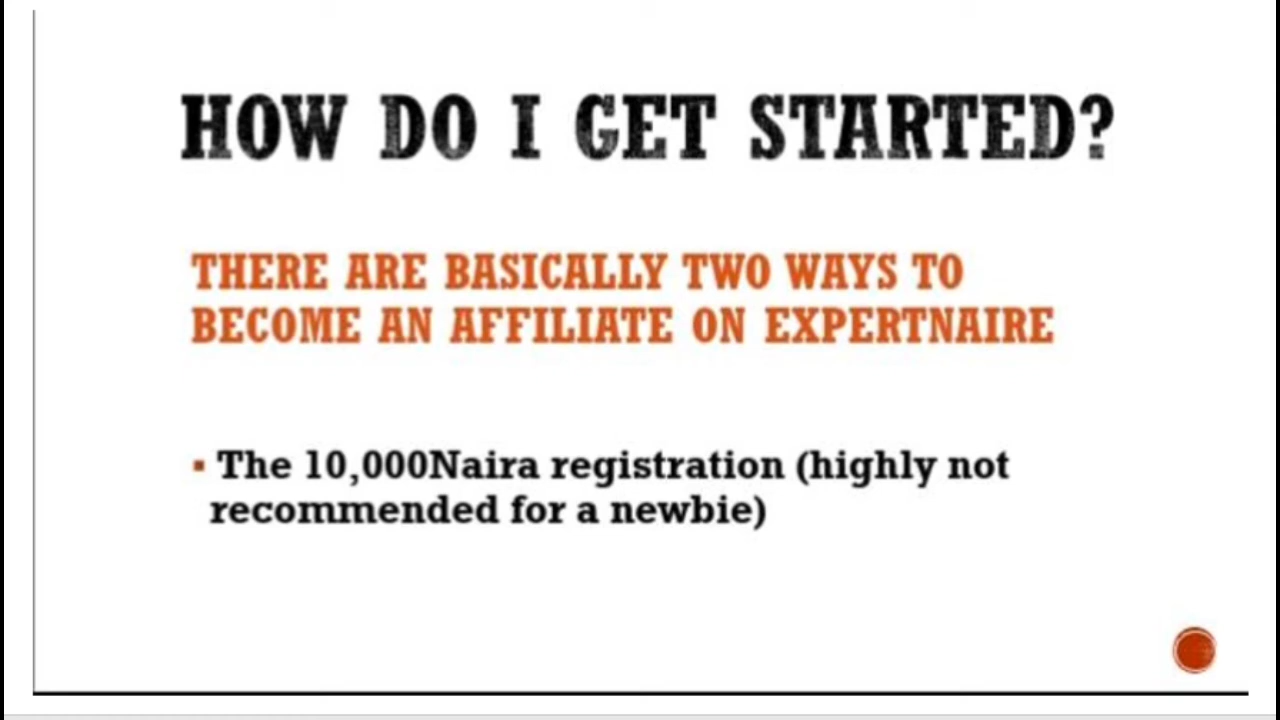 HOW DO I GET STARTED?
THERE ARE BASICALLY TWO WAYS TO
BECOME AN AFFILIATE ON EXPERTNAIRE
▪ The 10,000Naira registration (highly not
recommended for a newbie)